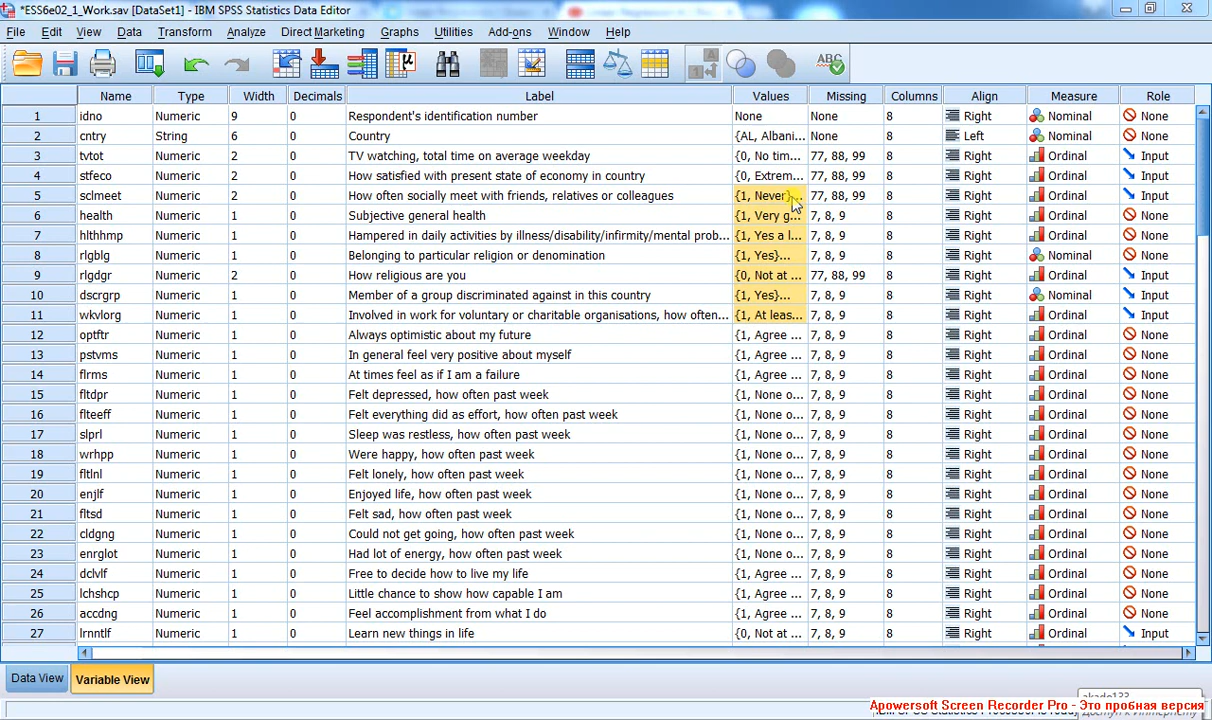 *ESS6e02_1_Work.sav [DataSet1] - IBM SPSS Statistics Data Editor
File Edit View Data Transform Analyze Direct Marketing Graphs Utilities Add-ons Window Help
Name Type Width Decimals Label Values Missing Columns Align Measure Role
1 idno Numeric 9 0 Respondent's identification number None None 8 Right Nominal None
2 cntry String 6 0 Country {AL, Albani... None 8 Left Nominal None
3 tvtot Numeric 2 0 TV watching, total time on average weekday {0, No tim... 77, 88, 99 8 Right Ordinal Input
4 stfeco Numeric 2 0 How satisfied with present state of economy in country {0, Extrem... 77, 88, 99 8 Right Ordinal Input
5 sclmeet Numeric 2 0 How often socially meet with friends, relatives or colleagues {1, Never}... 77, 88, 99 8 Right Ordinal Input
6 health Numeric 1 0 Subjective general health {1, Very g... 7, 8, 9 8 Right Ordinal None
7 hlthhmp Numeric 1 0 Hampered in daily activities by illness/disability/infirmity/mental prob... {1, Yes a l... 7, 8, 9 8 Right Ordinal None
8 rlgblg Numeric 1 0 Belonging to particular religion or denomination {1, Yes}... 7, 8, 9 8 Right Nominal None
9 rlgdgr Numeric 2 0 How religious are you {0, Not at ... 77, 88, 99 8 Right Ordinal Input
10 dscrgrp Numeric 1 0 Member of a group discriminated against in this country {1, Yes}... 7, 8, 9 8 Right Nominal Input
11 wkvlorg Numeric 1 0 Involved in work for voluntary or charitable organisations, how often... {1, At leas... 7, 8, 9 8 Right Ordinal Input
12 optftr Numeric 1 0 Always optimistic about my future {1, Agree ... 7, 8, 9 8 Right Ordinal None
13 pstvms Numeric 1 0 In general feel very positive about myself {1, Agree ... 7, 8, 9 8 Right Ordinal None
14 flrms Numeric 1 0 At times feel as if I am a failure {1, Agree ... 7, 8, 9 8 Right Ordinal None
15 fltdpr Numeric 1 0 Felt depressed, how often past week {1, None o... 7, 8, 9 8 Right Ordinal None
16 flteeff Numeric 1 0 Felt everything did as effort, how often past week {1, None o... 7, 8, 9 8 Right Ordinal None
17 slprl Numeric 1 0 Sleep was restless, how often past week {1, None o... 7, 8, 9 8 Right Ordinal None
18 wrhpp Numeric 1 0 Were happy, how often past week {1, None o... 7, 8, 9 8 Right Ordinal None
19 fltlnl Numeric 1 0 Felt lonely, how often past week {1, None o... 7, 8, 9 8 Right Ordinal None
20 enjlf Numeric 1 0 Enjoyed life, how often past week {1, None o... 7, 8, 9 8 Right Ordinal None
21 fltsd Numeric 1 0 Felt sad, how often past week {1, None o... 7, 8, 9 8 Right Ordinal None
22 cldgng Numeric 1 0 Could not get going, how often past week {1, None o... 7, 8, 9 8 Right Ordinal None
23 enrglot Numeric 1 0 Had lot of energy, how often past week {1, None o... 7, 8, 9 8 Right Ordinal None
24 dclvlf Numeric 1 0 Free to decide how to live my life {1, Agree ... 7, 8, 9 8 Right Ordinal None
25 lchshcp Numeric 1 0 Little chance to show how capable I am {1, Agree ... 7, 8, 9 8 Right Ordinal None
26 accdng Numeric 1 0 Feel accomplishment from what I do {1, Agree ... 7, 8, 9 8 Right Ordinal None
27 lrnntlf Numeric 1 0 Learn new things in life {0, Not at ... 7, 8, 9 8 Right Ordinal Input
Data View Variable View
Apowersoft Screen Recorder Pro - Это пробная версия